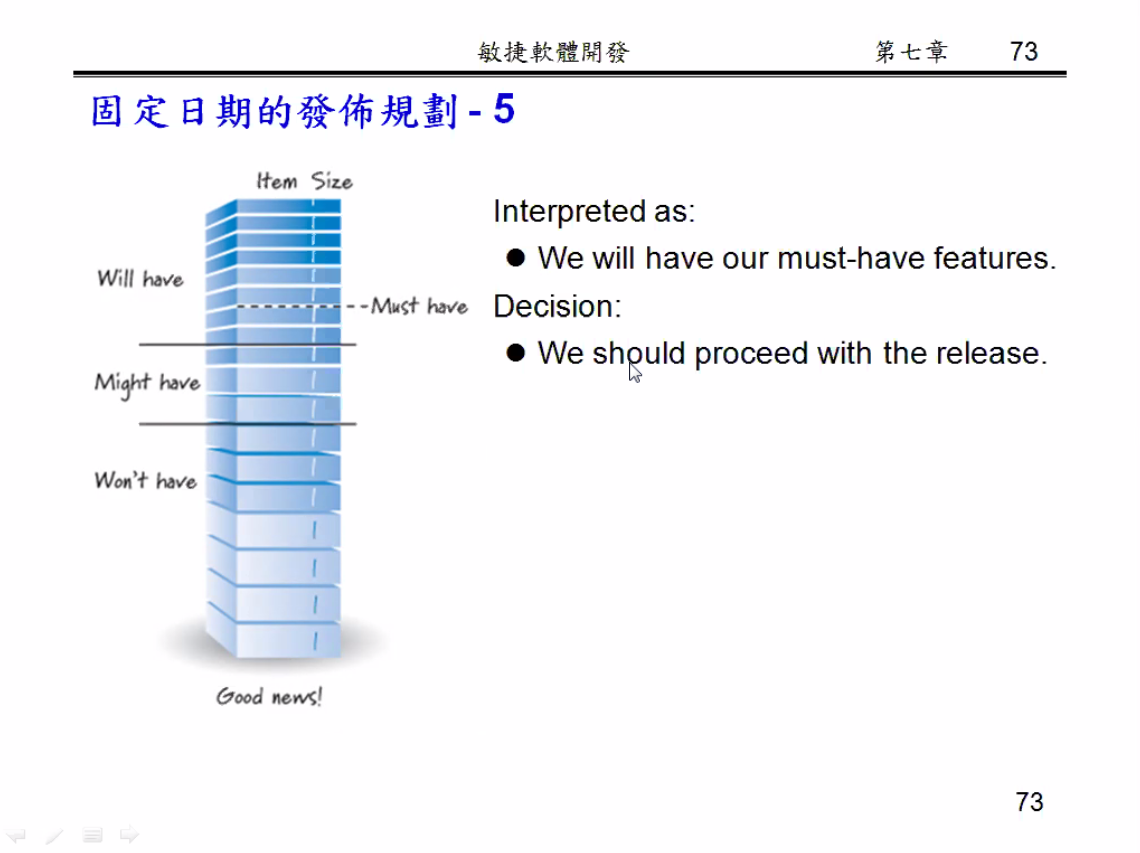 敏捷軟體開發 第七章 73
固定日期的發佈規劃 - 5
Item Size
Will have
Must have
Might have
Won't have
Good news!
Interpreted as:
● We will have our must-have features.
Decision:
● We should proceed with the release.
73